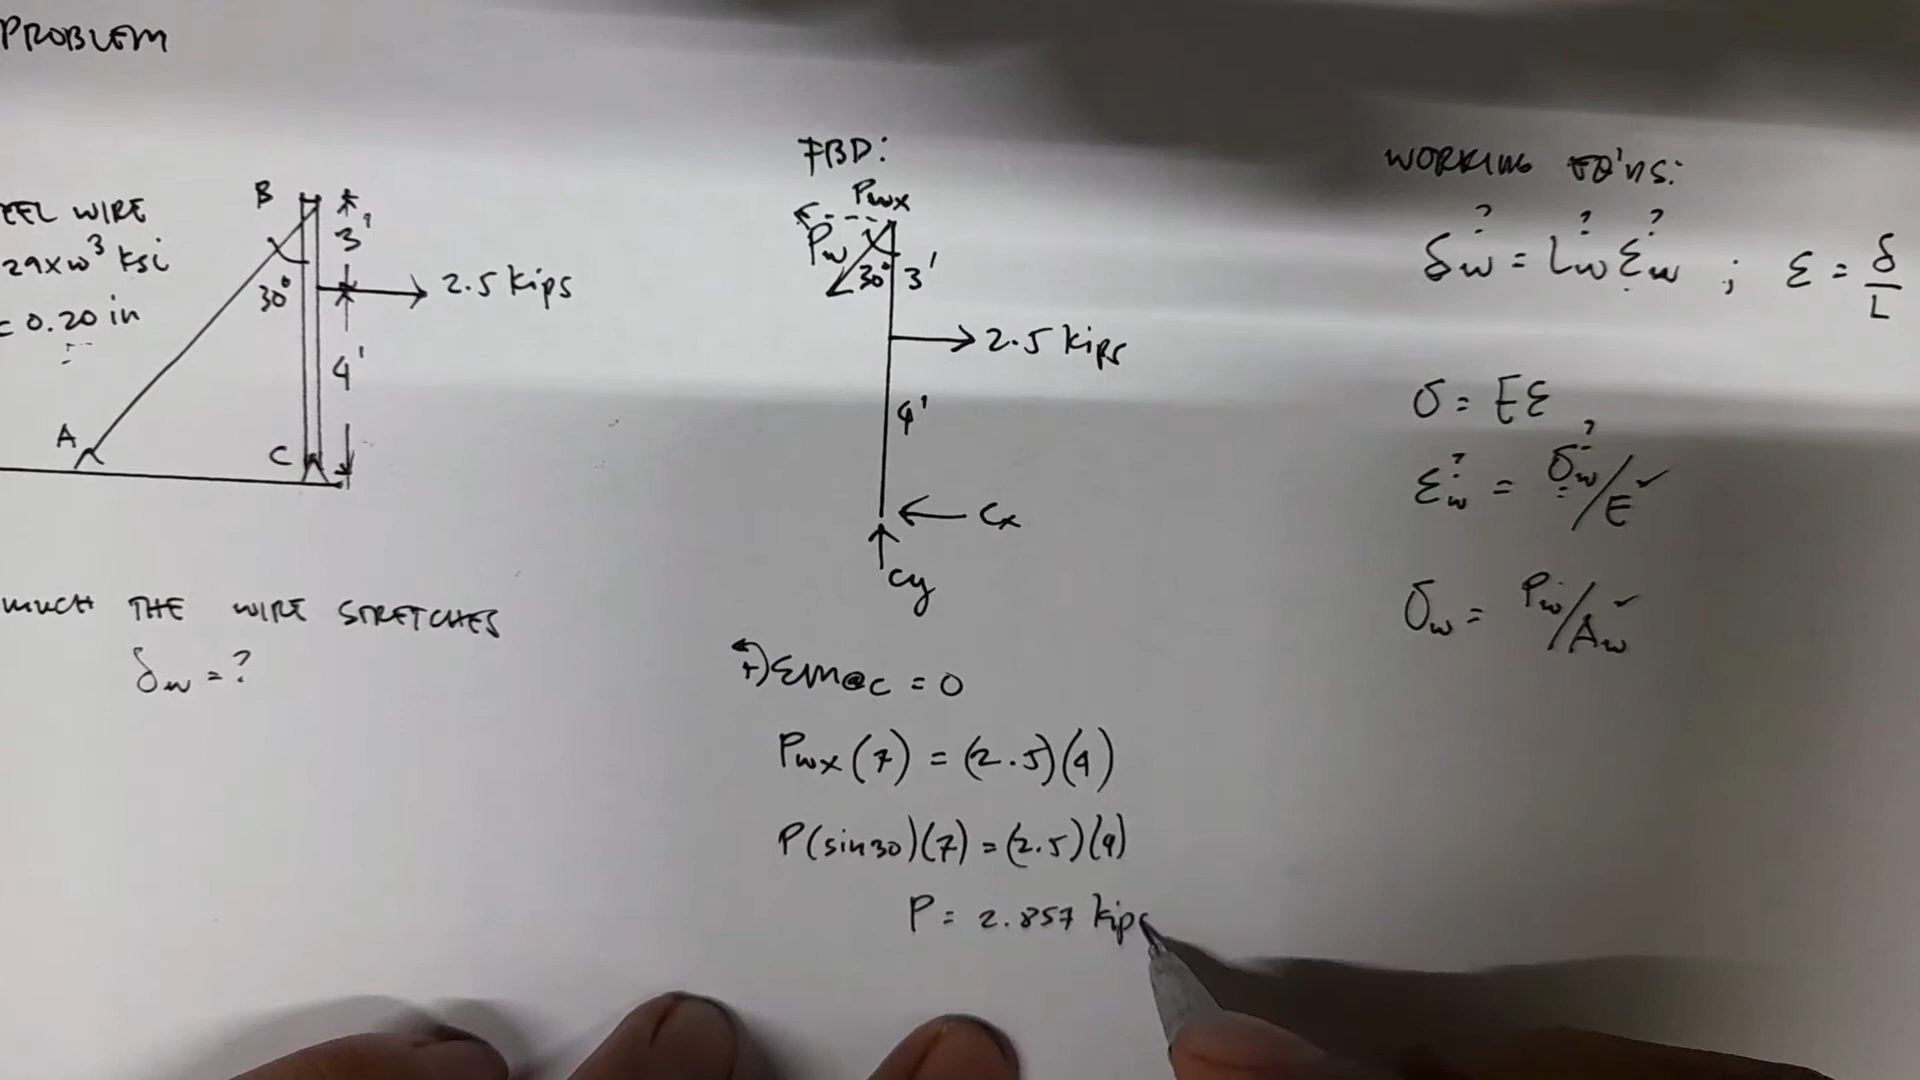 PROBLEM
EEL WIRE
29x10³ ksi
= 0.20 in
B
3'
30°
2.5 kips
4'
A
C
MUCH THE WIRE STRETCHES
δw = ?
FBD:
Pwx
Pw
30°
3'
2.5 kips
4'
Cx
Cy
+) ΣM@C = 0
Pwx(7) = (2.5)(4)
P(sin30)(7) = (2.5)(4)
P = 2.857 kips
WORKING EQ'NS:
? ? ?
δw = Lw εw ; ε = δ/L
σ = Eε
?
εw? = σw/E ✓
σw = Pw/Aw ✓